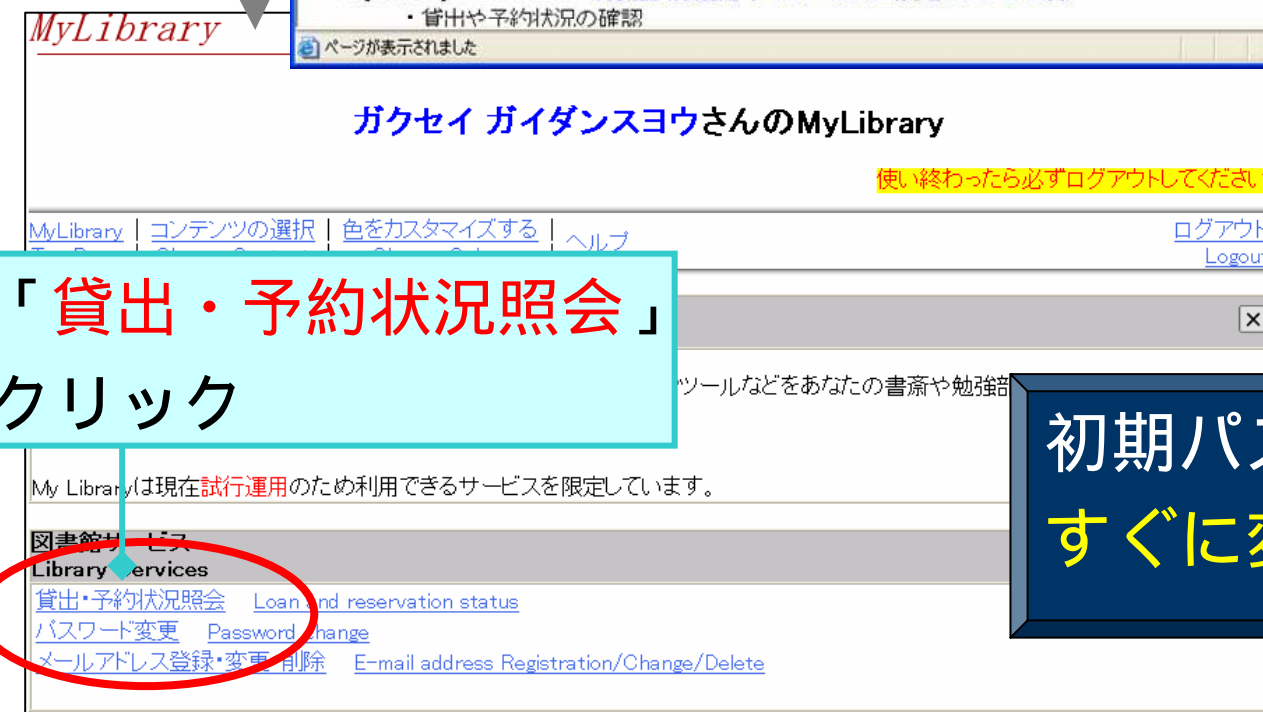 ・貸出や予約状況の確認
MyLibrary
ページが表示されました
ガクセイ ガイダンスヨウさんのMyLibrary
使い終わったら必ずログアウトしてください
MyLibrary | コンテンツの選択 | 色をカスタマイズする | ヘルプ
ログアウト
Logout
「貸出・予約状況照会」
クリック
ツールなどをあなたの書斎や勉強部
初期パス
すぐに変
My Libraryは現在試行運用のため利用できるサービスを限定しています。
図書館サービス
Library Services
貸出・予約状況照会 Loan and reservation status
パスワード変更 Password change
メールアドレス登録・変更・削除 E-mail address Registration/Change/Delete